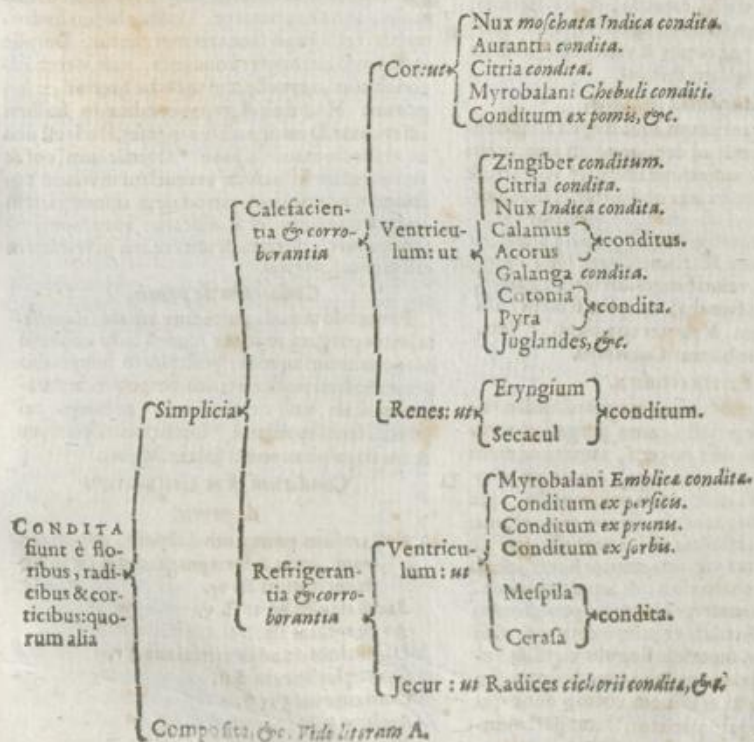 CONDITA
fiunt è flo-
ribus, radi-
cibus & cor-
ticibus: quo-
rum alia
Simplicia
Calefacien-
tia & corro-
borantia
Cor: ut
Nux moſchata Indica condita.
Aurantia condita.
Citria condita.
Myrobalani Chebuli conditi.
Conditum ex pomis, &c.
Ventricu-
lum: ut
Zingiber conditum.
Citria condita.
Nux Indica condita.
Calamus
Acorus
conditus.
Galanga condita.
Cotonia
Pyra
condita.
Juglandes, &c.
Renes: ut
Eryngium
Secacul
conditum.
Refrigeran-
tia & corro-
borantia
Ventricu-
lum: ut
Myrobalani Emblicæ conditæ.
Conditum ex perſicis.
Conditum ex prunis.
Conditum ex ſorbis.
Meſpila
Ceraſa
condita.
Jecur: ut Radices cichorii condita, &c.
Compoſita, &c. Vide literam A.